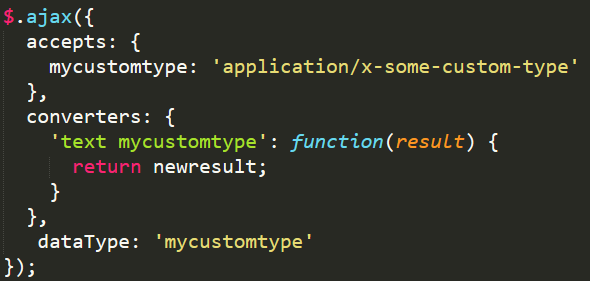 $.ajax({
  accepts: {
    mycustomtype: 'application/x-some-custom-type'
  },
  converters: {
    'text mycustomtype': function(result) {
      return newresult;
    }
  },
   dataType: 'mycustomtype'
});